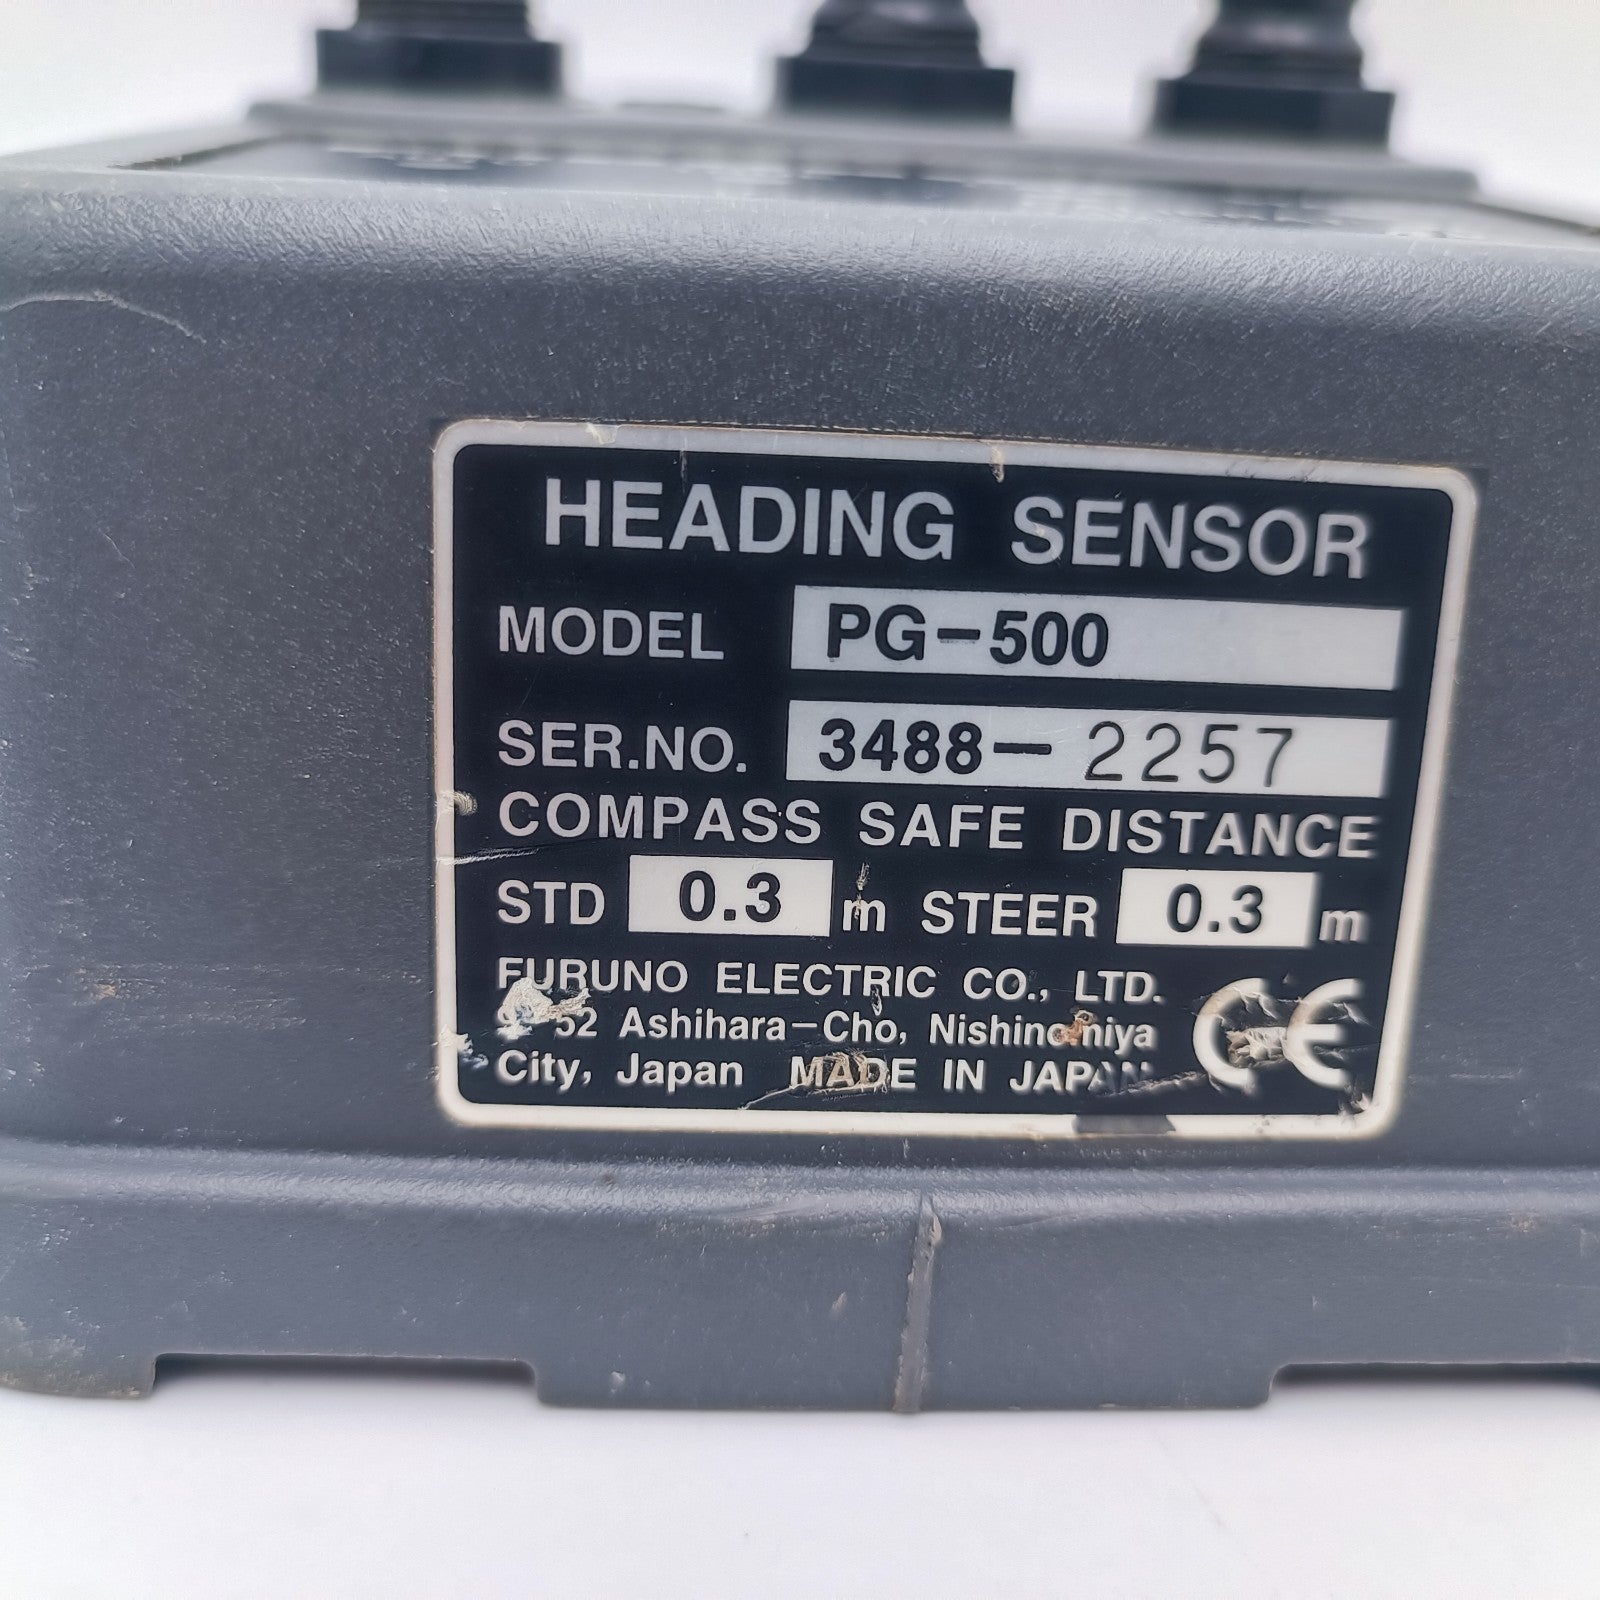 HEADING SENSOR
MODEL PG-500
SER.NO. 3488- 2257
COMPASS SAFE DISTANCE
STD 0.3 m STEER 0.3 m
FURUNO ELECTRIC CO., LTD.
52 Ashihara-Cho, Nishinomiya
City, Japan MADE IN JAPAN
CE